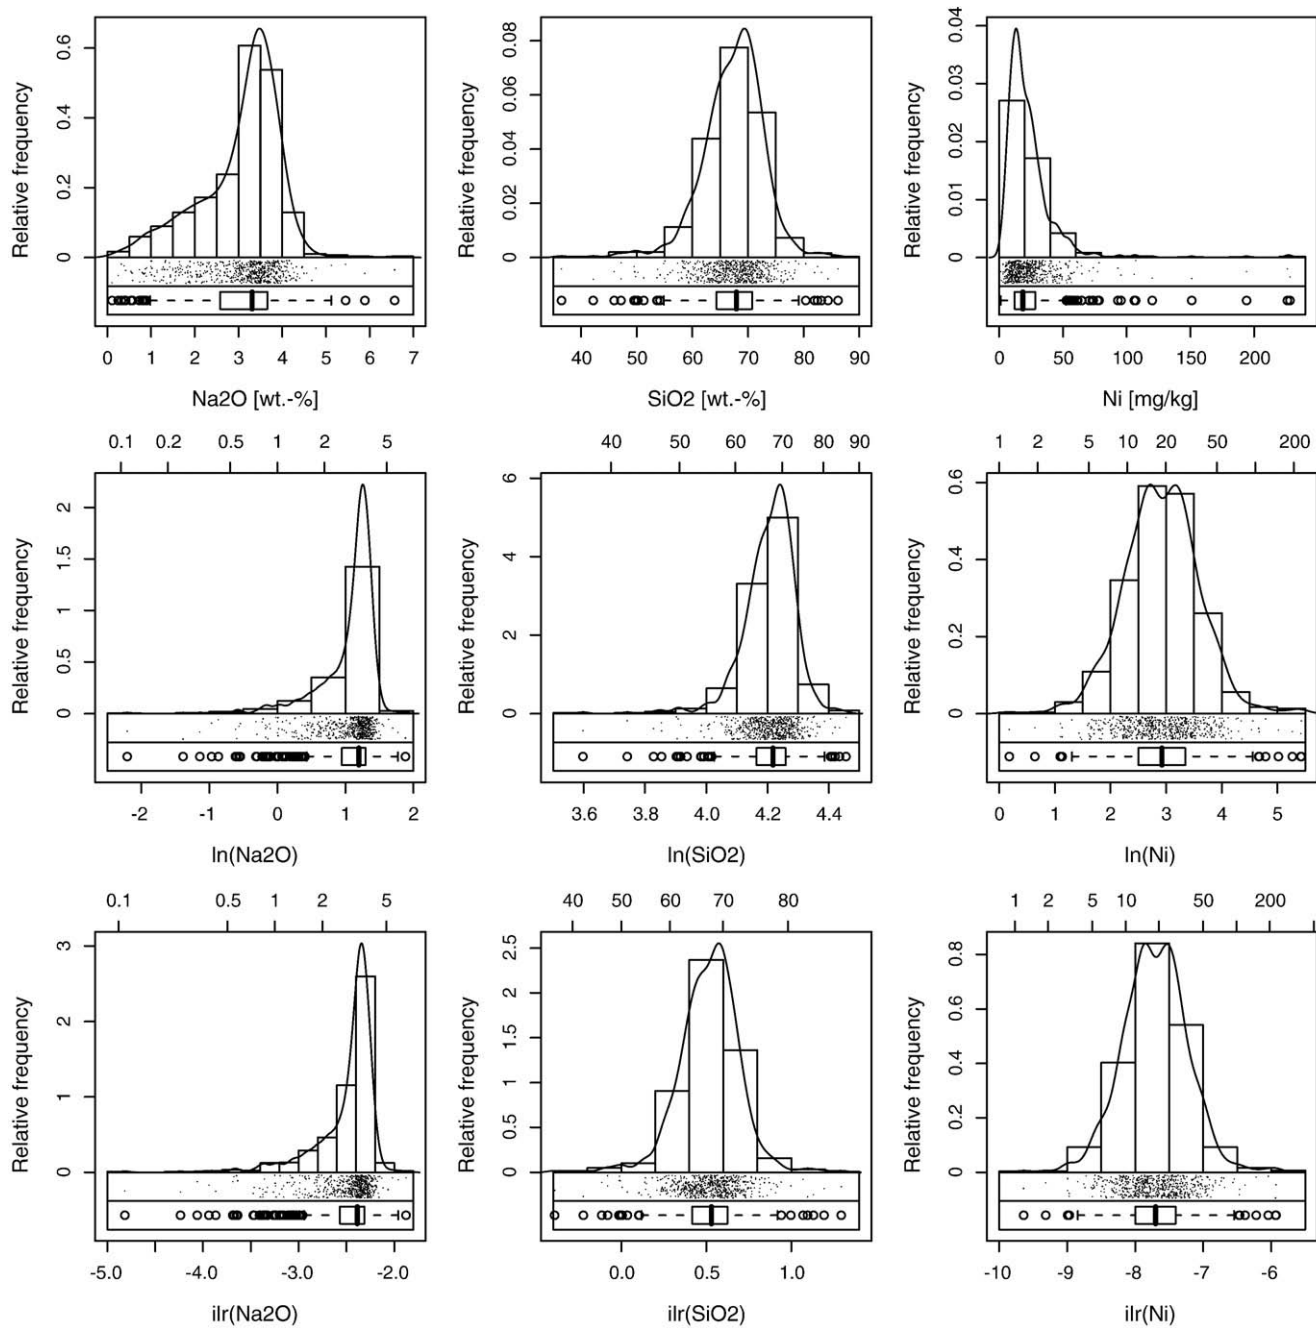 Relative frequency
0 0.2 0.4 0.6
0 1 2 3 4 5 6 7
Na2O [wt.-%]
Relative frequency
0 0.02 0.04 0.06 0.08
40 50 60 70 80 90
SiO2 [wt.-%]
Relative frequency
0 0.01 0.02 0.03 0.04
0 50 100 150 200
Ni [mg/kg]
0.1 0.2 0.5 1 2 5
Relative frequency
0 0.5 1 1.5 2
-2 -1 0 1 2
ln(Na2O)
40 50 60 70 80 90
Relative frequency
0 2 4 6
3.6 3.8 4.0 4.2 4.4
ln(SiO2)
1 2 5 10 20 50 200
Relative frequency
0 0.2 0.4 0.6
0 1 2 3 4 5
ln(Ni)
0.1 0.5 1 2 5
Relative frequency
0 1 2 3
-5.0 -4.0 -3.0 -2.0
ilr(Na2O)
40 50 60 70 80
Relative frequency
0 0.5 1 1.5 2 2.5
0.0 0.5 1.0
ilr(SiO2)
1 2 5 10 50 200
Relative frequency
0 0.2 0.4 0.6 0.8
-10 -9 -8 -7 -6
ilr(Ni)